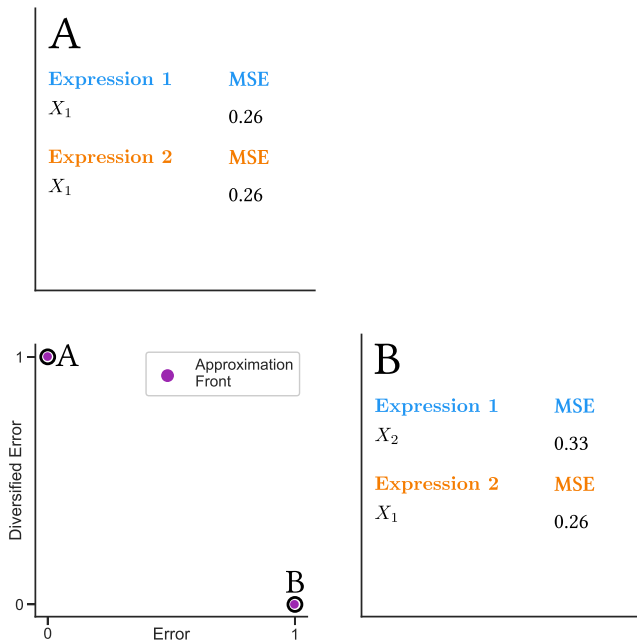 A
Expression 1 MSE
X₁ 0.26
Expression 2 MSE
X₁ 0.26
1 A
Approximation
Front
Diversified Error
B
0
0 Error 1
B
Expression 1 MSE
X₂ 0.33
Expression 2 MSE
X₁ 0.26